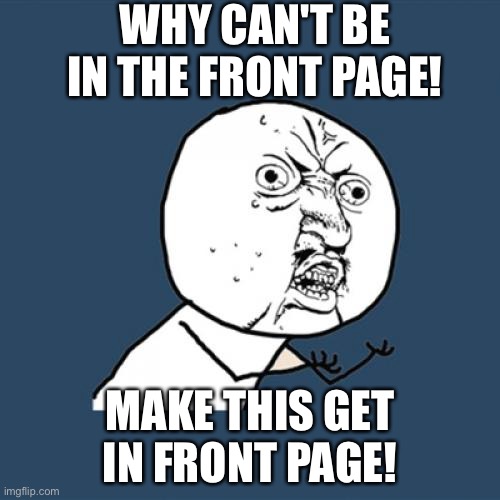 WHY CAN'T BE
IN THE FRONT PAGE!
MAKE THIS GET
IN FRONT PAGE!
imgflip.com